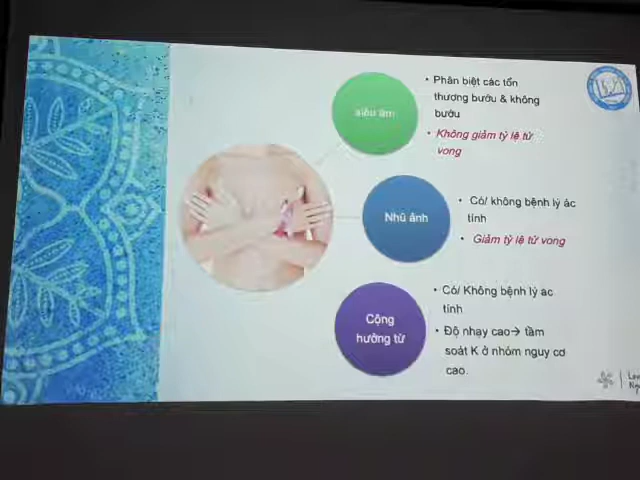 siêu âm
• Phân biệt các tổn
thương bướu & không
bướu
• Không giảm tỷ lệ tử
vong
Nhũ ảnh
• Có/ không bệnh lý ác
tính
• Giảm tỷ lệ tử vong
Cộng
hưởng từ
• Có/ Không bệnh lý ac
tính
• Độ nhạy cao→ tầm
soát K ở nhóm nguy cơ
cao.